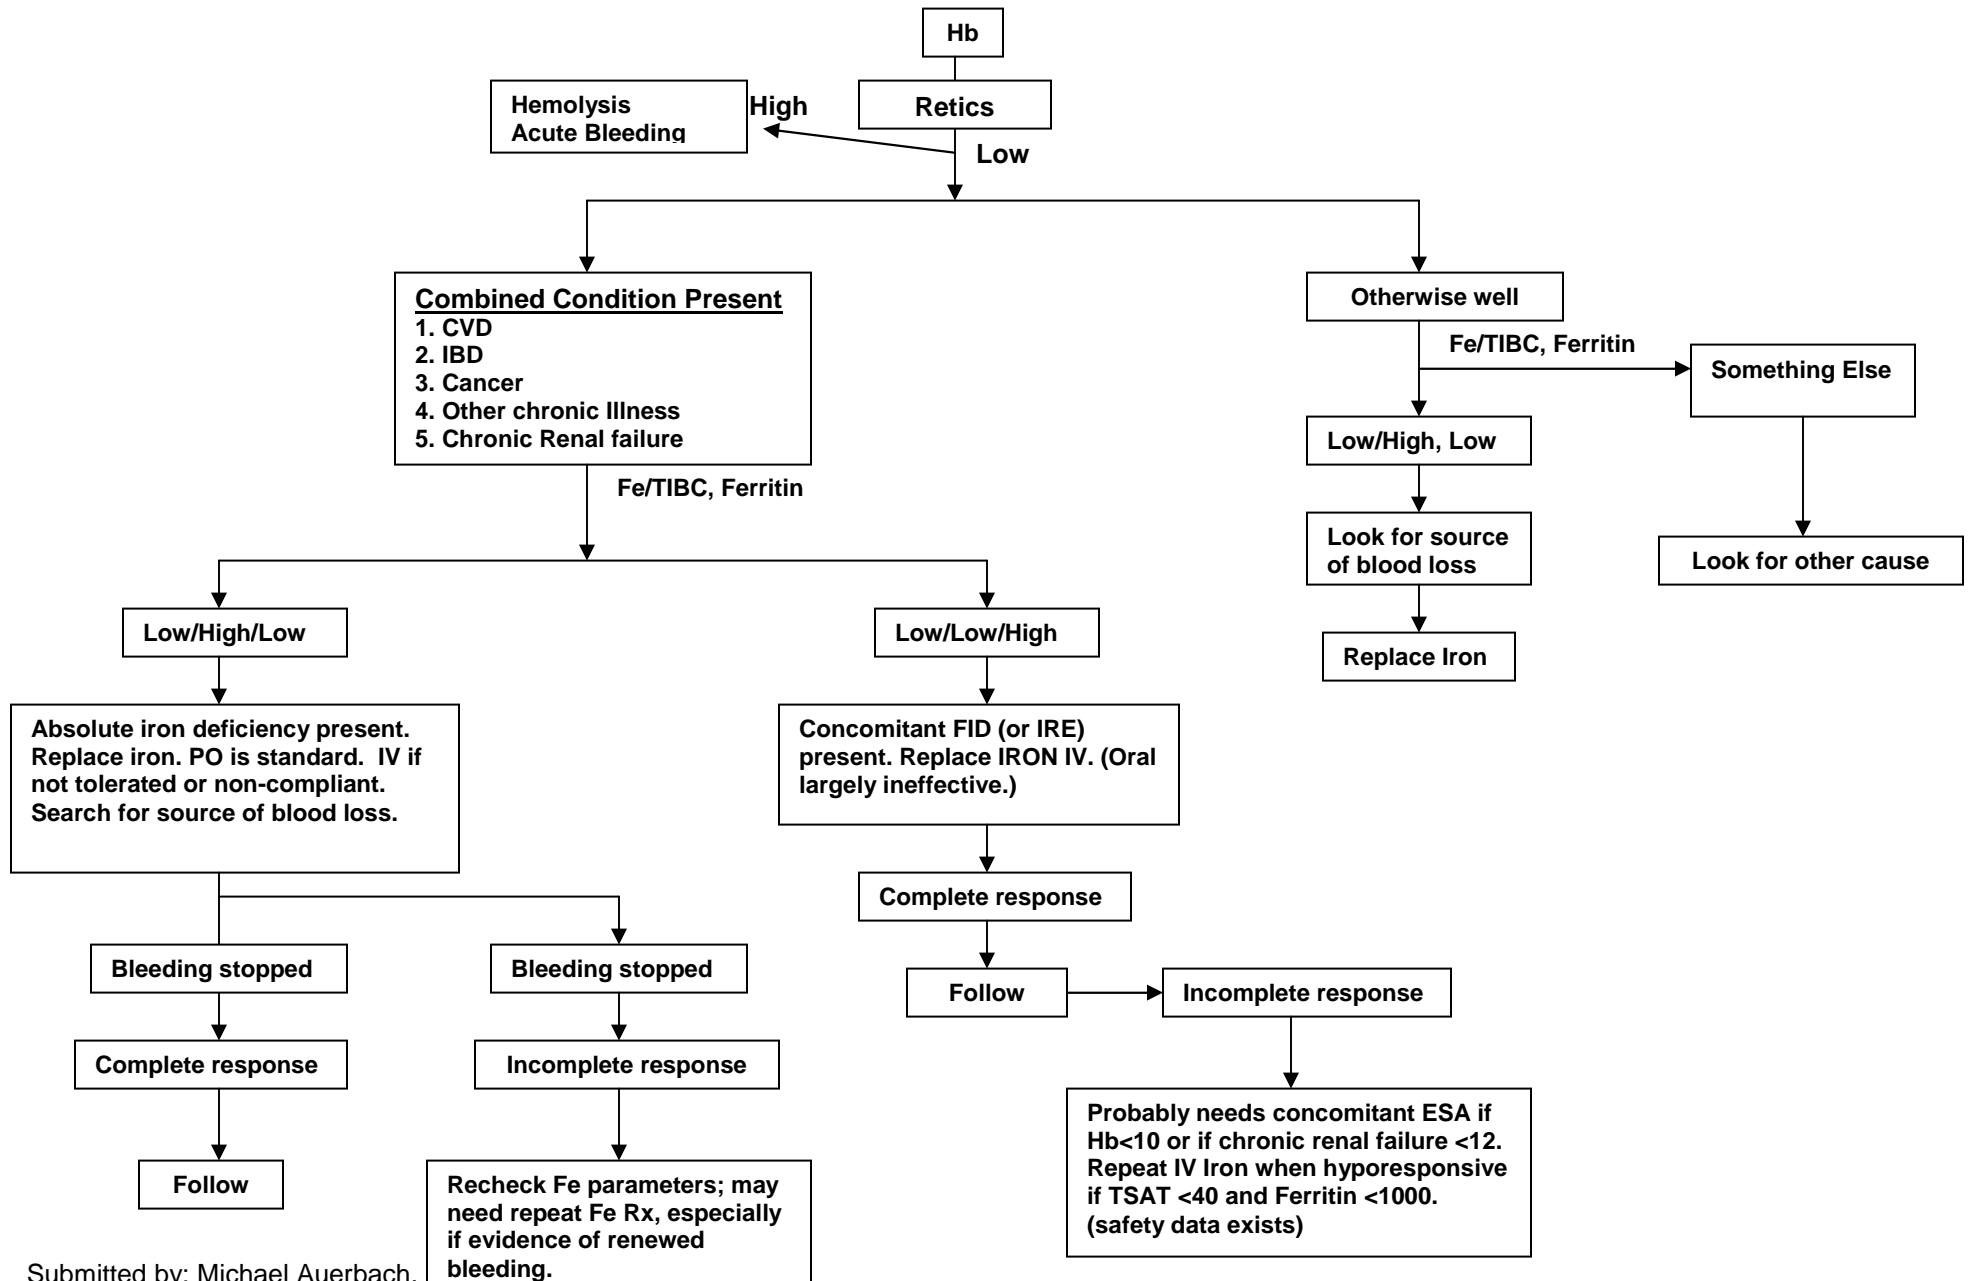 Hb
Retics
High
Hemolysis
Acute Bleeding
Low
Combined Condition Present
1. CVD
2. IBD
3. Cancer
4. Other chronic Illness
5. Chronic Renal failure
Otherwise well
Fe/TIBC, Ferritin
Something Else
Low/High, Low
Look for source
of blood loss
Look for other cause
Replace Iron
Fe/TIBC, Ferritin
Low/High/Low
Low/Low/High
Absolute iron deficiency present.
Replace iron. PO is standard.  IV if
not tolerated or non-compliant.
Search for source of blood loss.
Concomitant FID (or IRE)
present. Replace IRON IV. (Oral
largely ineffective.)
Bleeding stopped
Bleeding stopped
Complete response
Incomplete response
Follow
Recheck Fe parameters; may
need repeat Fe Rx, especially
if evidence of renewed
bleeding.
Complete response
Follow
Incomplete response
Probably needs concomitant ESA if
Hb<10 or if chronic renal failure <12.
Repeat IV Iron when hyporesponsive
if TSAT <40 and Ferritin <1000.
(safety data exists)
Submitted by: Michael Auerbach,